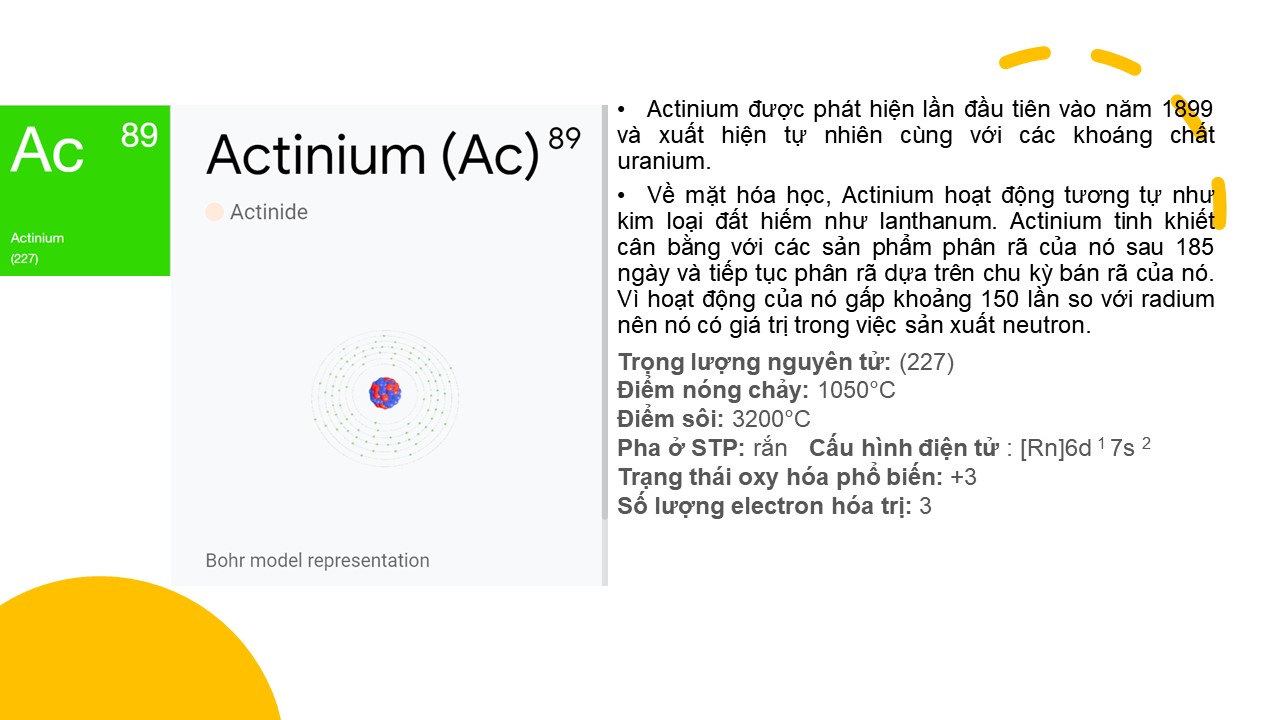 Ac 89
Actinium
(227)
Actinium (Ac) 89
Actinide
Bohr model representation
• Actinium được phát hiện lần đầu tiên vào năm 1899
và xuất hiện tự nhiên cùng với các khoáng chất
uranium.
• Về mặt hóa học, Actinium hoạt động tương tự như
kim loại đất hiếm như lanthanum. Actinium tinh khiết
cân bằng với các sản phẩm phân rã của nó sau 185
ngày và tiếp tục phân rã dựa trên chu kỳ bán rã của nó.
Vì hoạt động của nó gấp khoảng 150 lần so với radium
nên nó có giá trị trong việc sản xuất neutron.
Trọng lượng nguyên tử: (227)
Điểm nóng chảy: 1050°C
Điểm sôi: 3200°C
Pha ở STP: rắn Cấu hình điện tử : [Rn]6d 1 7s 2
Trạng thái oxy hóa phổ biến: +3
Số lượng electron hóa trị: 3